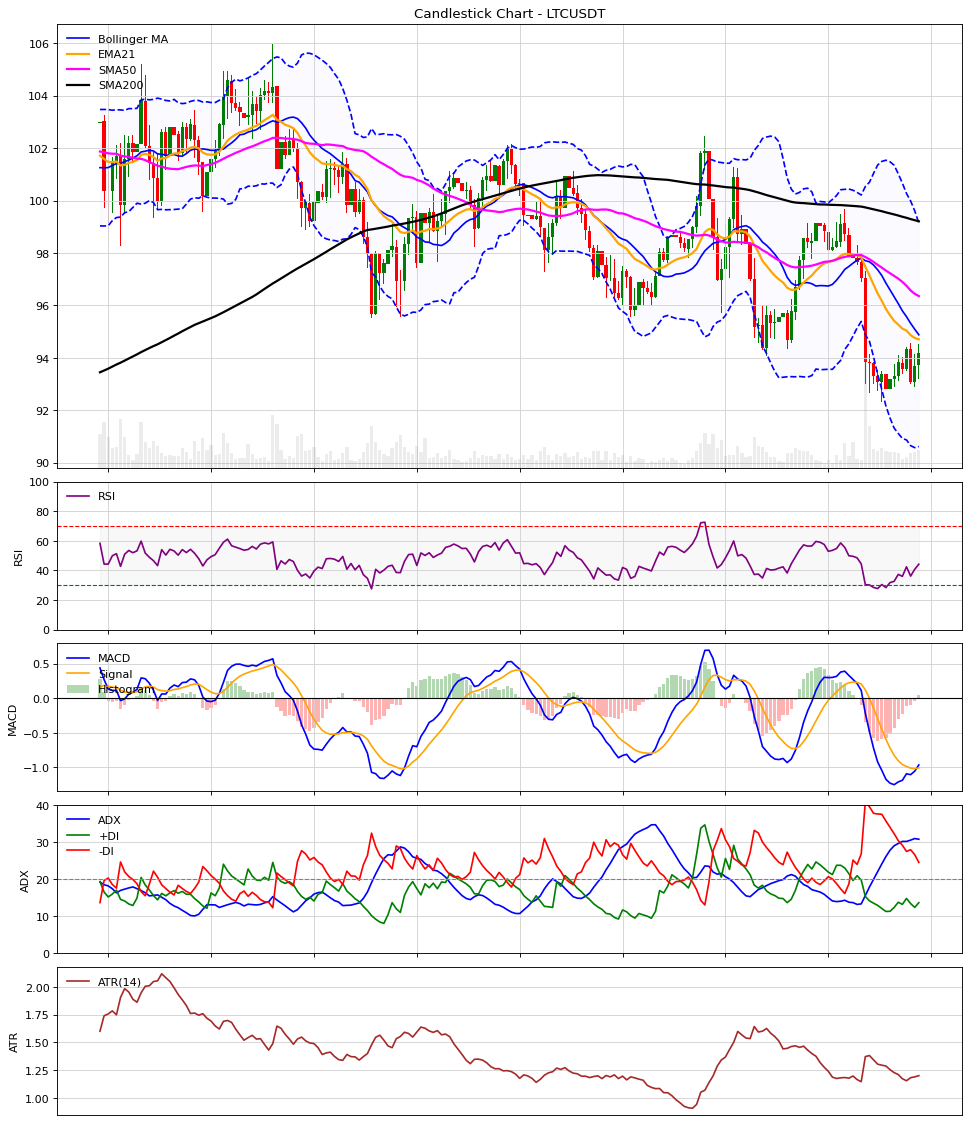 Candlestick Chart - LTCUSDT
Bollinger MA
EMA21
SMA50
SMA200
106
104
102
100
98
96
94
92
90
RSI
RSI
100
80
60
40
20
0
MACD
Signal
Histogram
MACD
0.5
0.0
−0.5
−1.0
ADX
+DI
-DI
ADX
40
30
20
10
0
ATR(14)
ATR
2.00
1.75
1.50
1.25
1.00